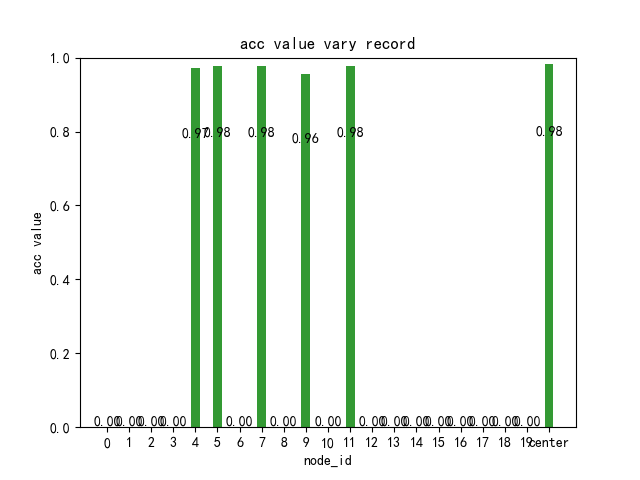 acc value vary record
acc value
1.0
0.8
0.6
0.4
0.2
0.0
0.97 0.98 0.98 0.96 0.98 0.98
0.00 0.00 0.00 0.00 0.00 0.00 0.00 0.00 0.00 0.00 0.00 0.00 0.00 0.00 0.00
0 1 2 3 4 5 6 7 8 9 10 11 12 13 14 15 16 17 18 19 center
node_id